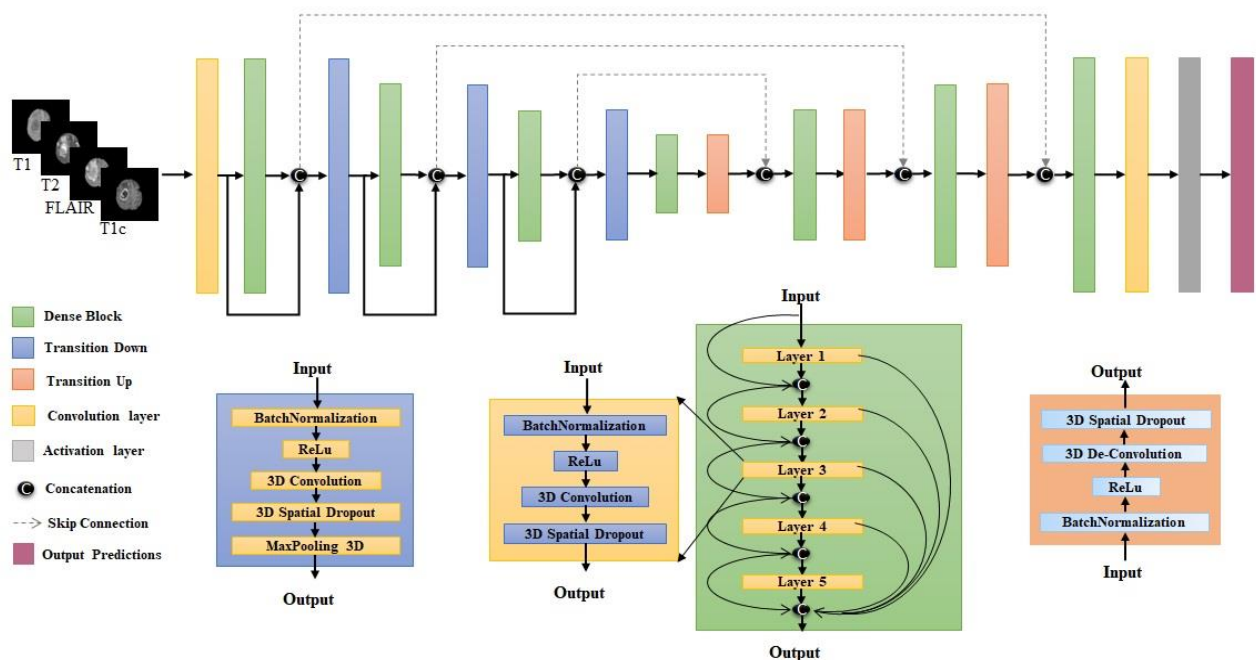 T1
T2
FLAIR
T1c
C
C
C
C
C
C
Dense Block
Transition Down
Transition Up
Convolution layer
Activation layer
C
Concatenation
Skip Connection
Output Predictions
Input
BatchNormalization
ReLu
3D Convolution
3D Spatial Dropout
MaxPooling 3D
Output
Input
BatchNormalization
ReLu
3D Convolution
3D Spatial Dropout
Output
Input
Layer 1
C
Layer 2
C
Layer 3
C
Layer 4
C
Layer 5
C
Output
Output
3D Spatial Dropout
3D De-Convolution
ReLu
BatchNormalization
Input